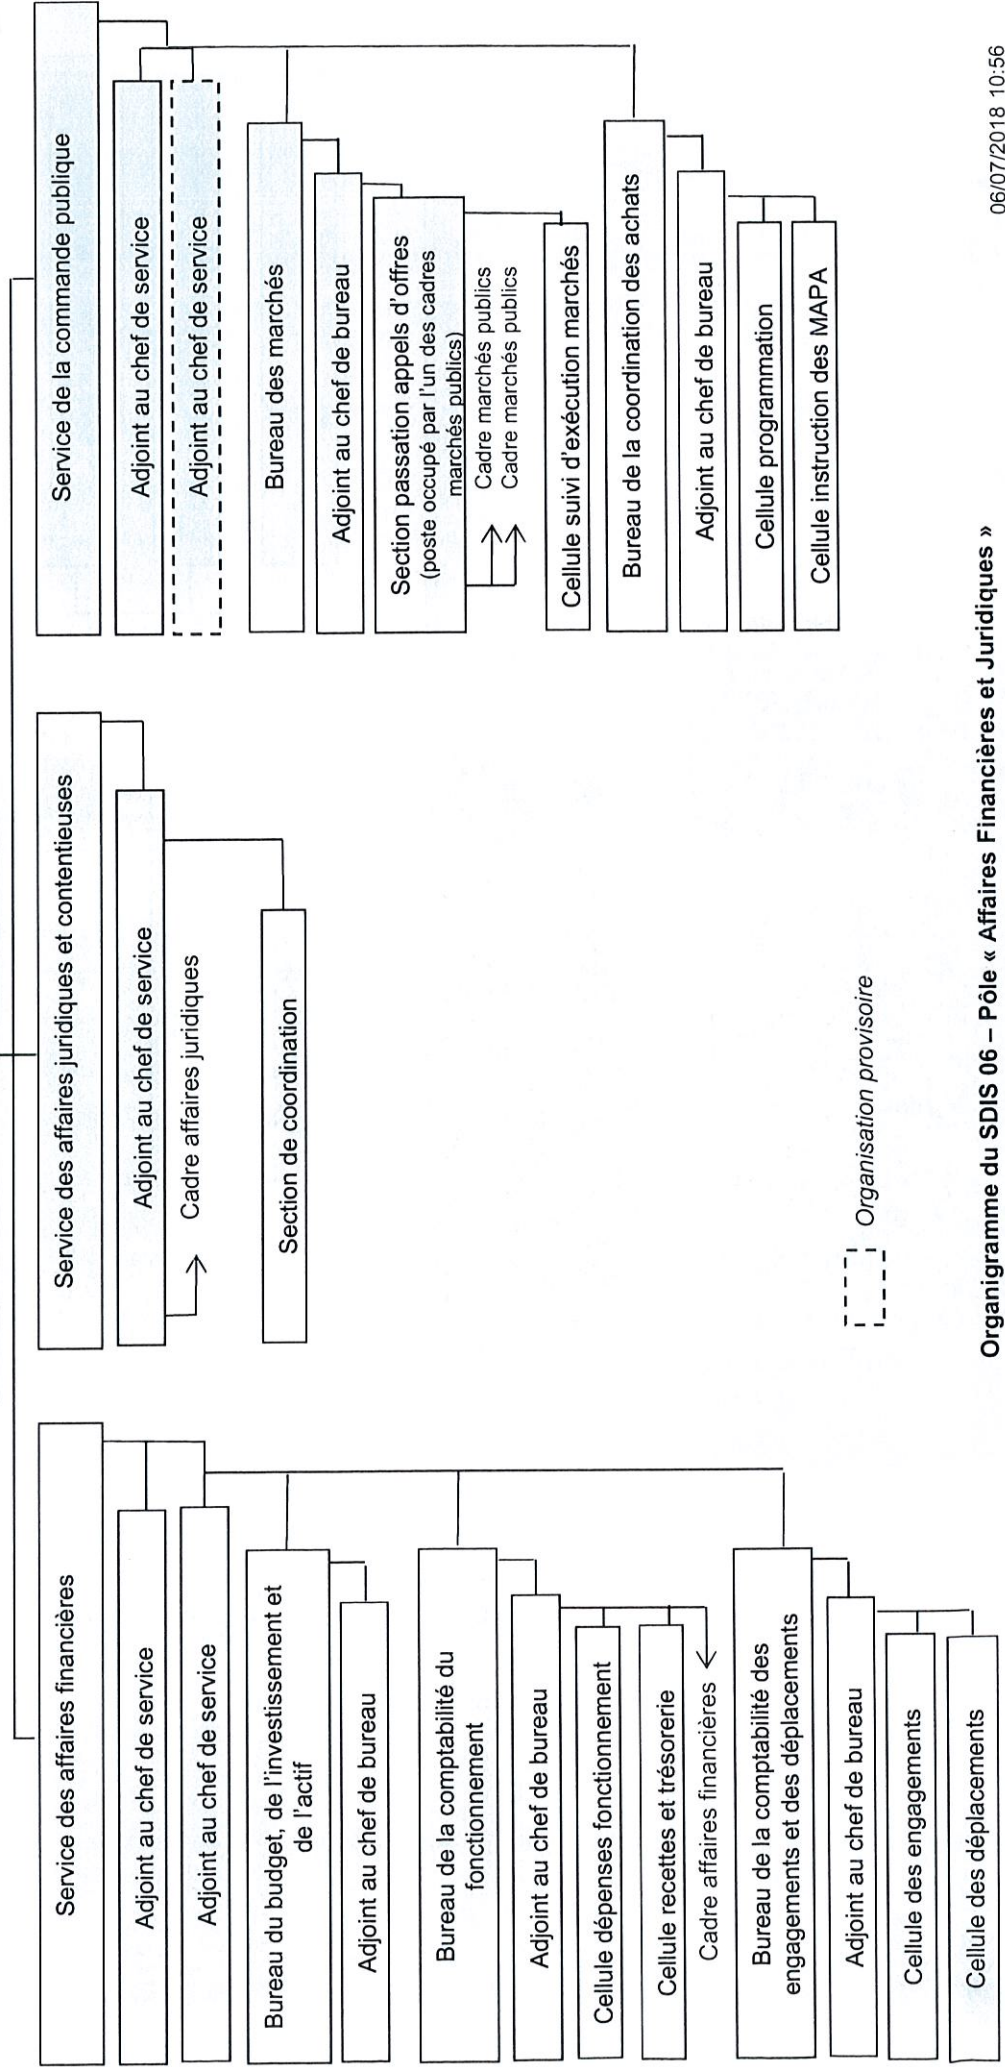 Service des affaires financières
Adjoint au chef de service
Adjoint au chef de service
Bureau du budget, de l'investissement et
de l'actif
Adjoint au chef de bureau
Bureau de la comptabilité du
fonctionnement
Adjoint au chef de bureau
Cellule dépenses fonctionnement
Cellule recettes et trésorerie
Cadre affaires financières
Bureau de la comptabilité des
engagements et des déplacements
Adjoint au chef de bureau
Cellule des engagements
Cellule des déplacements
Service des affaires juridiques et contentieuses
Adjoint au chef de service
Cadre affaires juridiques
Section de coordination
Organisation provisoire
Service de la commande publique
Adjoint au chef de service
Adjoint au chef de service
Bureau des marchés
Adjoint au chef de bureau
Section passation appels d'offres
(poste occupé par l'un des cadres
marchés publics)
Cadre marchés publics
Cadre marchés publics
Cellule suivi d'exécution marchés
Bureau de la coordination des achats
Adjoint au chef de bureau
Cellule programmation
Cellule instruction des MAPA
Organigramme du SDIS 06 – Pôle « Affaires Financières et Juridiques »
06/07/2018 10:56